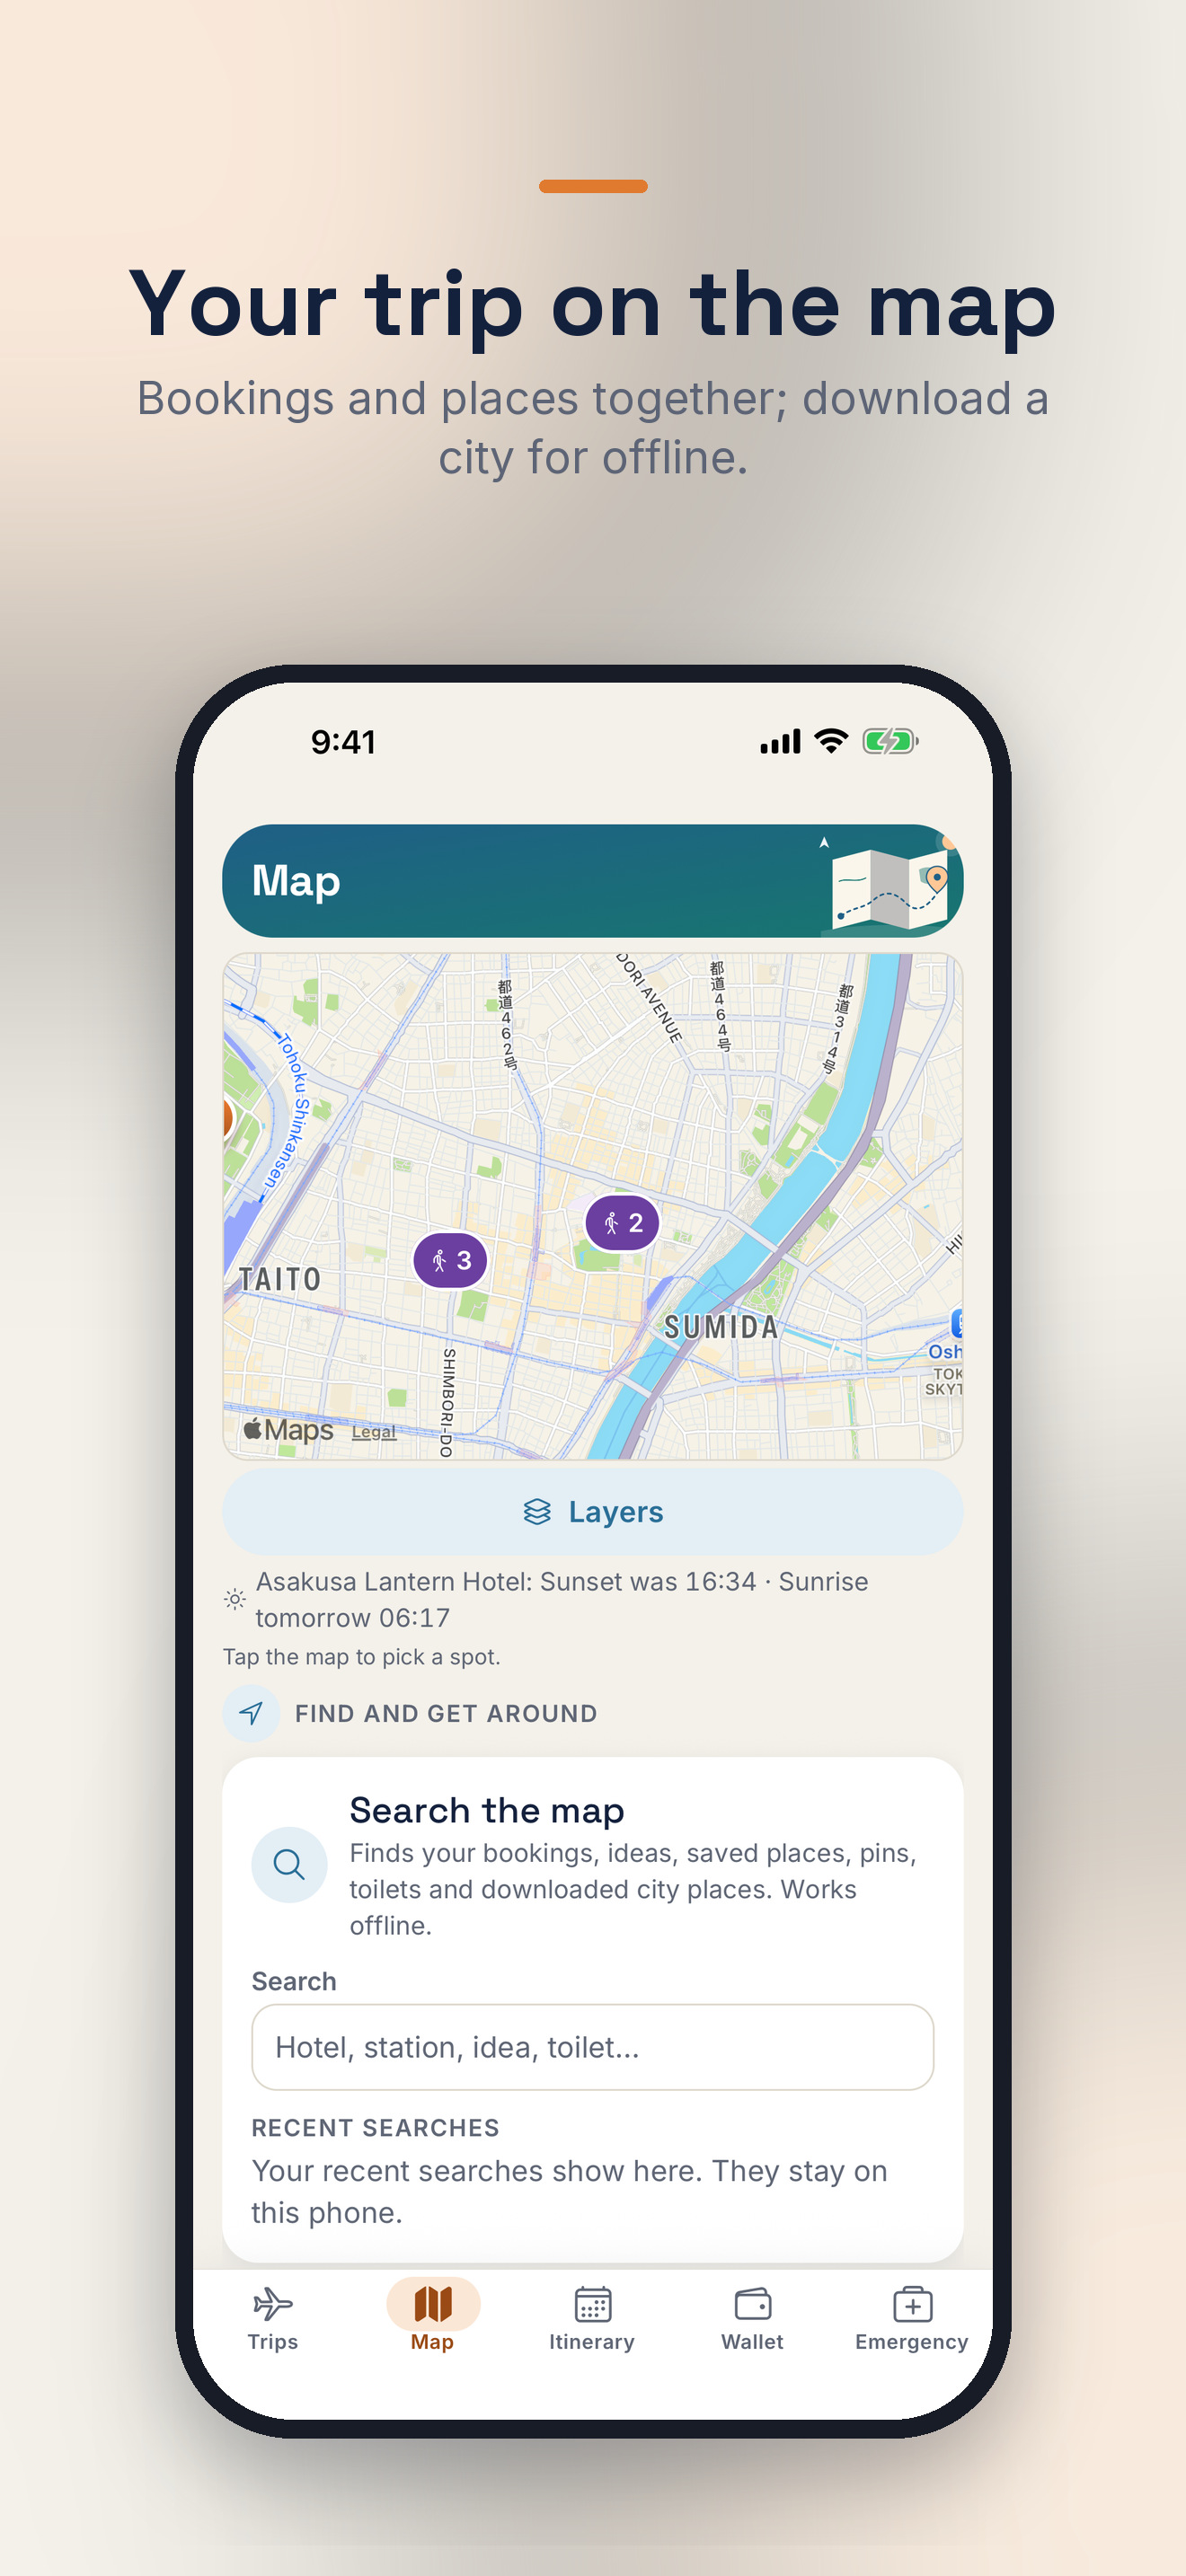 Your trip on the map
Bookings and places together; download a
city for offline.
9:41
Map
都道462号
DORI AVENUE
都道464号
都道314号
Tohoku Shinkansen
2
3
TAITO
SUMIDA
SHIMBORI-DO
Osh
TOK
SKYT
Maps
Legal
Layers
Asakusa Lantern Hotel: Sunset was 16:34 · Sunrise
tomorrow 06:17
Tap the map to pick a spot.
FIND AND GET AROUND
Search the map
Finds your bookings, ideas, saved places, pins,
toilets and downloaded city places. Works
offline.
Search
Hotel, station, idea, toilet...
RECENT SEARCHES
Your recent searches show here. They stay on
this phone.
Trips
Map
Itinerary
Wallet
Emergency